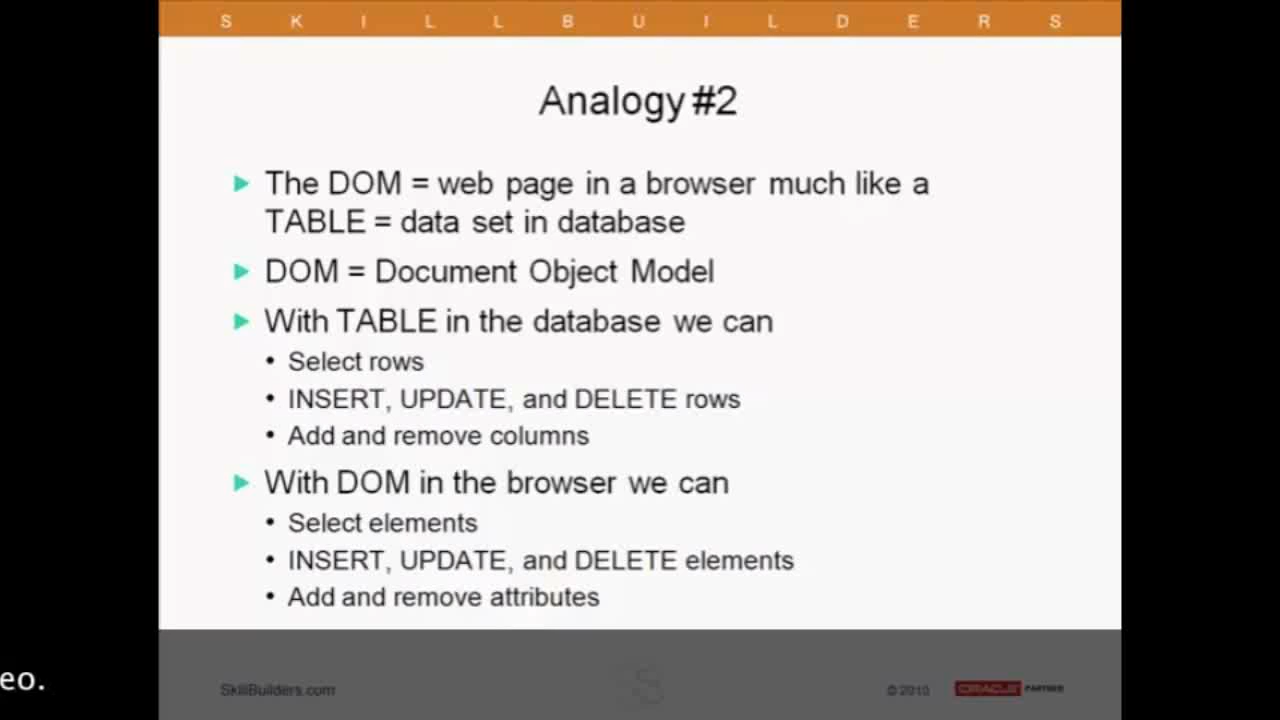 S K I L L B U I L D E R S
Analogy #2
The DOM = web page in a browser much like a
TABLE = data set in database
DOM = Document Object Model
With TABLE in the database we can
• Select rows
• INSERT, UPDATE, and DELETE rows
• Add and remove columns
With DOM in the browser we can
• Select elements
• INSERT, UPDATE, and DELETE elements
• Add and remove attributes
eo.
SkillBuilders.com
© 2010
ORACLE PARTNER